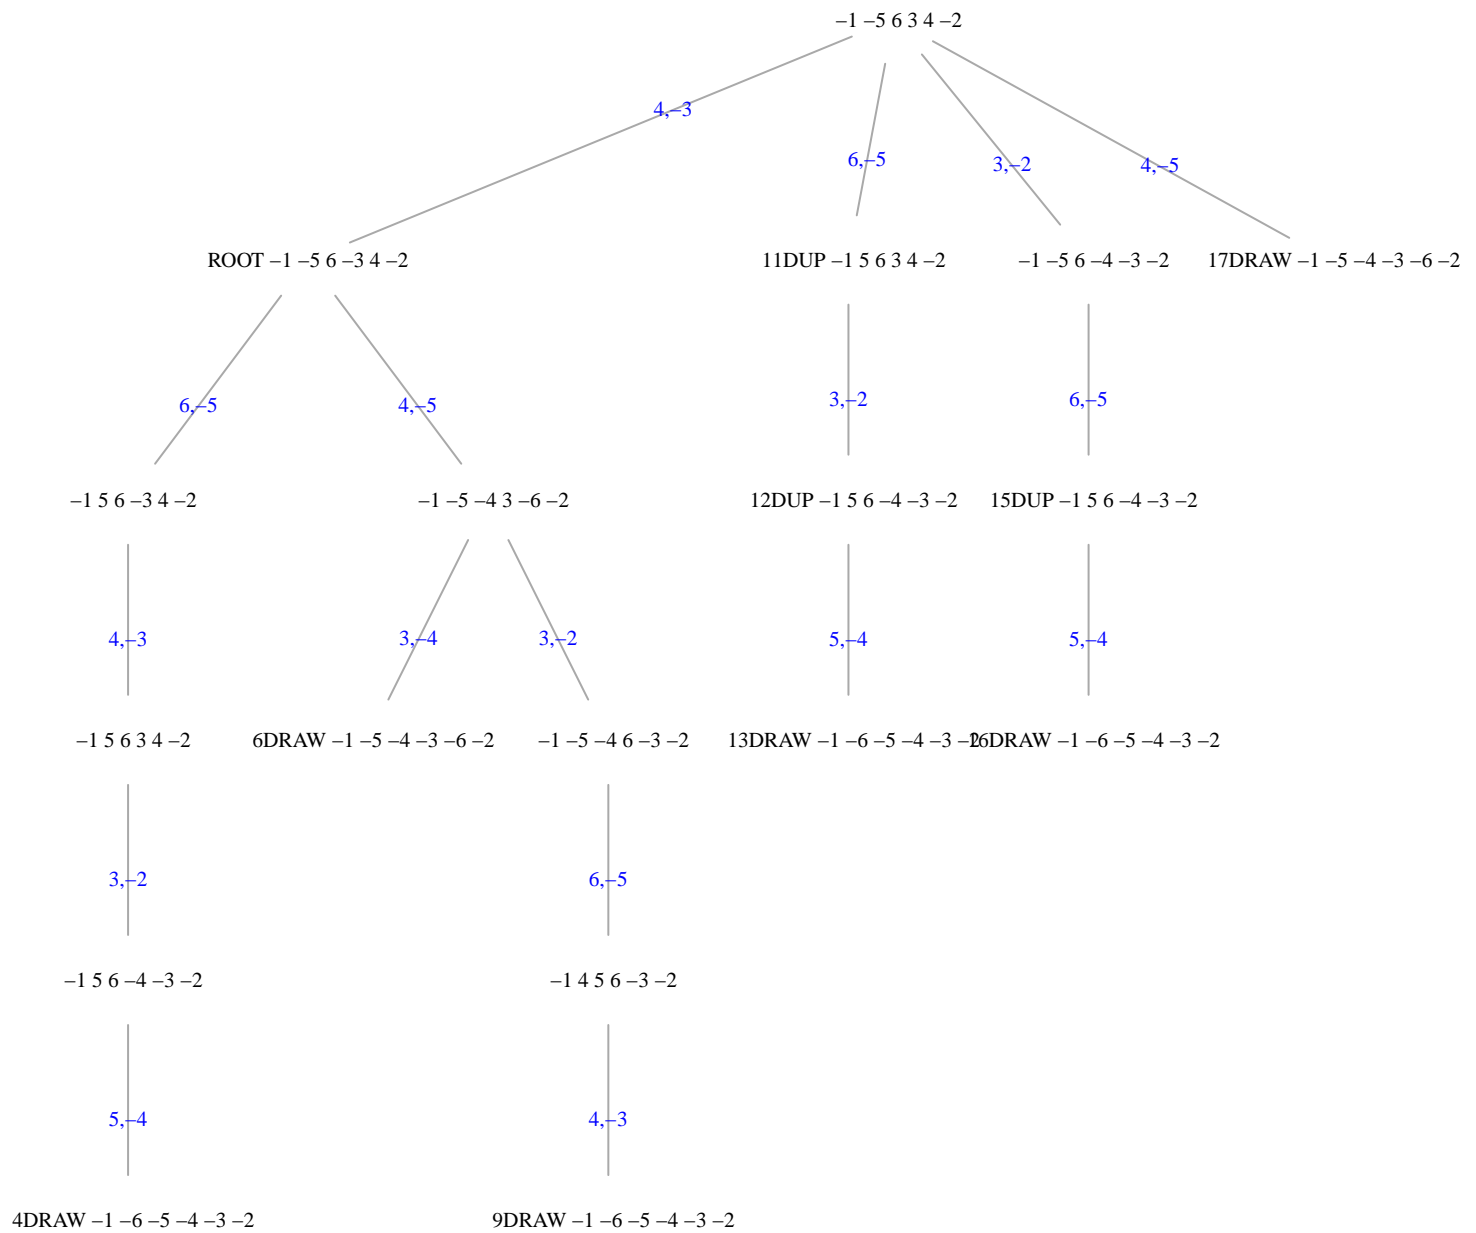 –1 –5 6 3 4 –2
4,–3
6,–5
3,–2
4,–5
ROOT –1 –5 6 –3 4 –2
11DUP –1 5 6 3 4 –2
–1 –5 6 –4 –3 –2
17DRAW –1 –5 –4 –3 –6 –2
6,–5
4,–5
3,–2
6,–5
–1 5 6 –3 4 –2
–1 –5 –4 3 –6 –2
12DUP –1 5 6 –4 –3 –2
15DUP –1 5 6 –4 –3 –2
4,–3
3,–4
3,–2
5,–4
5,–4
–1 5 6 3 4 –2
6DRAW –1 –5 –4 –3 –6 –2
–1 –5 –4 6 –3 –2
13DRAW –1 –6 –5 –4 –3 –2
16DRAW –1 –6 –5 –4 –3 –2
3,–2
6,–5
–1 5 6 –4 –3 –2
–1 4 5 6 –3 –2
5,–4
4,–3
4DRAW –1 –6 –5 –4 –3 –2
9DRAW –1 –6 –5 –4 –3 –2